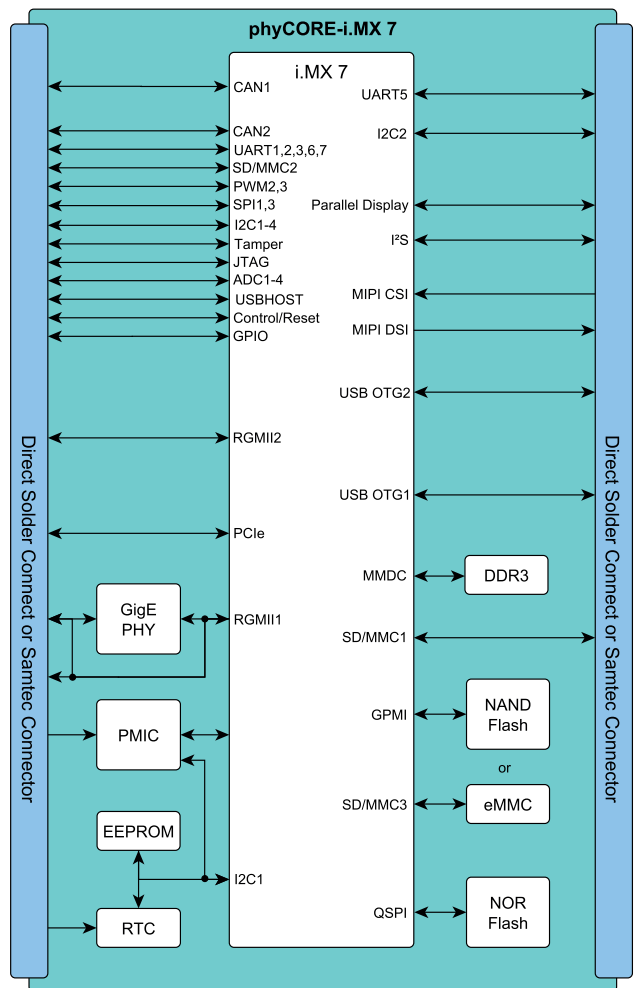 phyCORE-i.MX 7
i.MX 7
Direct Solder Connect or Samtec Connector
CAN1
CAN2
UART1,2,3,6,7
SD/MMC2
PWM2,3
SPI1,3
I2C1-4
Tamper
JTAG
ADC1-4
USBHOST
Control/Reset
GPIO
RGMII2
PCIe
GigE
PHY
RGMII1
PMIC
EEPROM
I2C1
RTC
UART5
I2C2
Parallel Display
I²S
MIPI CSI
MIPI DSI
USB OTG2
USB OTG1
MMDC
DDR3
SD/MMC1
GPMI
NAND
Flash
or
SD/MMC3
eMMC
QSPI
NOR
Flash
Direct Solder Connect or Samtec Connector